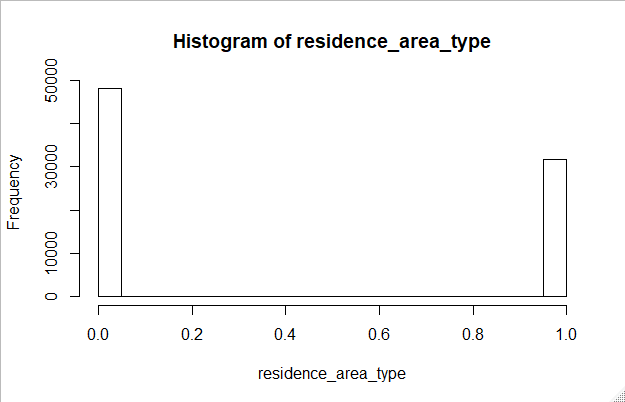 Histogram of residence_area_type
Frequency
50000
30000
10000
0
0.0 0.2 0.4 0.6 0.8 1.0
residence_area_type